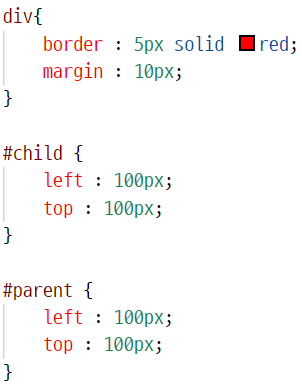 div{
    border : 5px solid red;
    margin : 10px;
}

#child {
    left : 100px;
    top : 100px;
}

#parent {
    left : 100px;
    top : 100px;
}